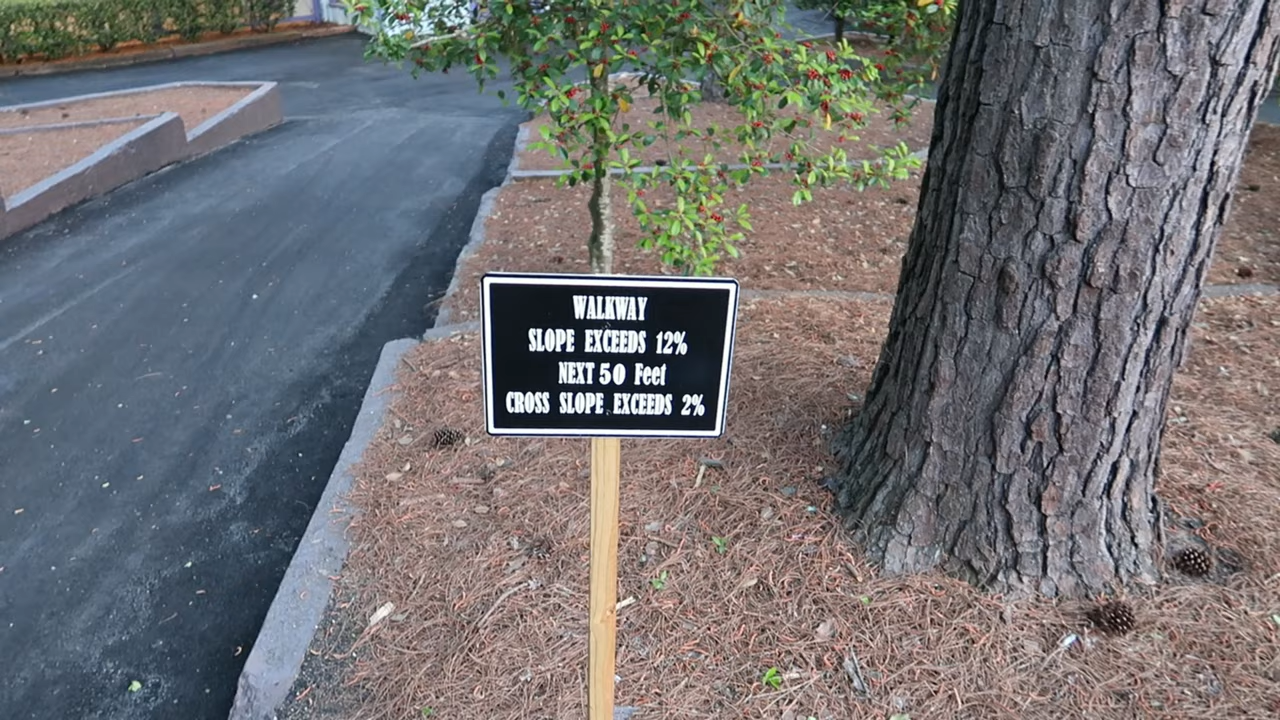 WALKWAY
SLOPE EXCEEDS 12%
NEXT 50 Feet
CROSS SLOPE EXCEEDS 2%